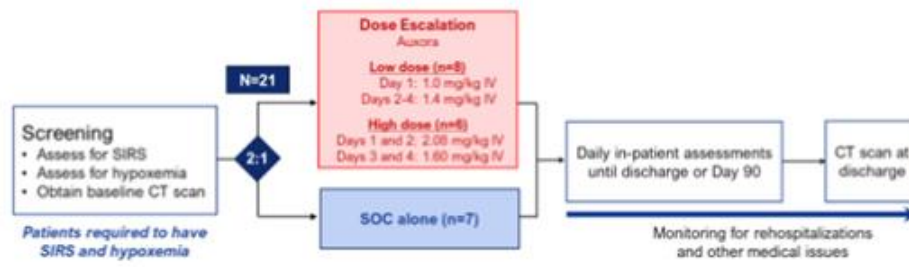 Dose Escalation
Auxora
Low dose (n=8)
Day 1: 1.0 mg/kg IV
Days 2-4: 1.4 mg/kg IV
High dose (n=6)
Days 1 and 2: 2.08 mg/kg IV
Days 3 and 4: 1.60 mg/kg IV
N=21
2:1
Screening
• Assess for SIRS
• Assess for hypoxemia
• Obtain baseline CT scan
Patients required to have
SIRS and hypoxemia
SOC alone (n=7)
Daily in-patient assessments
until discharge or Day 90
CT scan at
discharge
Monitoring for rehospitalizations
and other medical issues